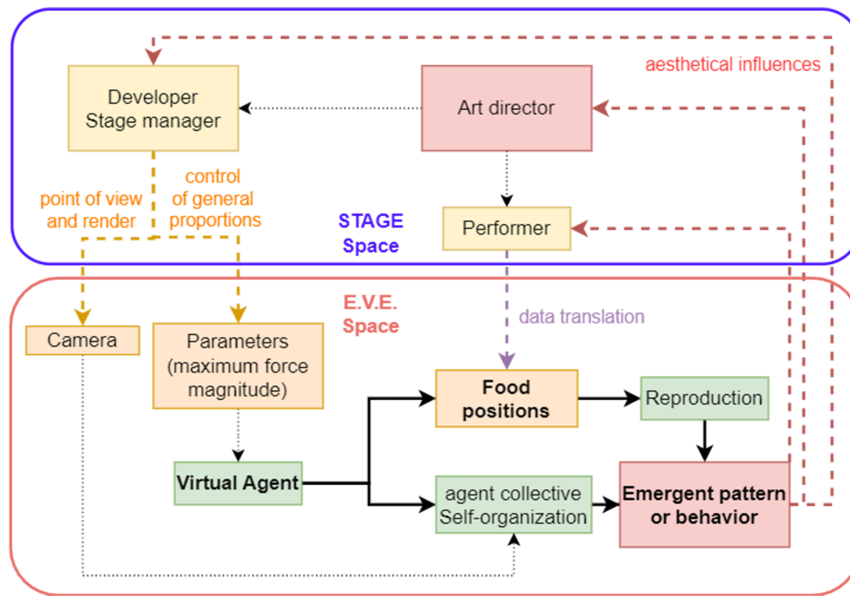 aesthetical influences
Developer
Stage manager
Art director
point of view
and render
control
of general
proportions
STAGE
Space
Performer
E.V.E.
Space
data translation
Camera
Parameters
(maximum force
magnitude)
Food
positions
Reproduction
Virtual Agent
agent collective
Self-organization
Emergent pattern
or behavior